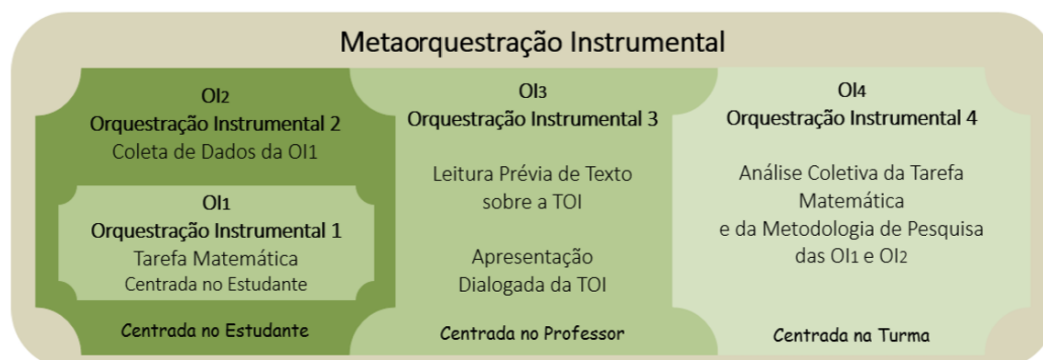 Metaorquestração Instrumental
OI2
Orquestração Instrumental 2
Coleta de Dados da OI1
OI1
Orquestração Instrumental 1
Tarefa Matemática
Centrada no Estudante
Centrada no Estudante
OI3
Orquestração Instrumental 3
Leitura Prévia de Texto
sobre a TOI
Apresentação
Dialogada da TOI
Centrada no Professor
OI4
Orquestração Instrumental 4
Análise Coletiva da Tarefa
Matemática
e da Metodologia de Pesquisa
das OI1 e OI2
Centrada na Turma